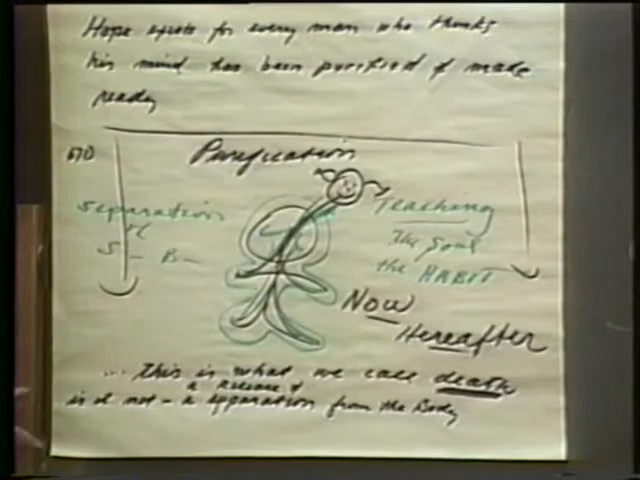 Hope exists for every man who thinks
his mind has been purified & made
ready
67D
Purification
Separation
of
S - B -
Teaching
The Soul
the HABIT
Now
Hereafter
... this is what we call death
a release &
is it not - a separation from the Body